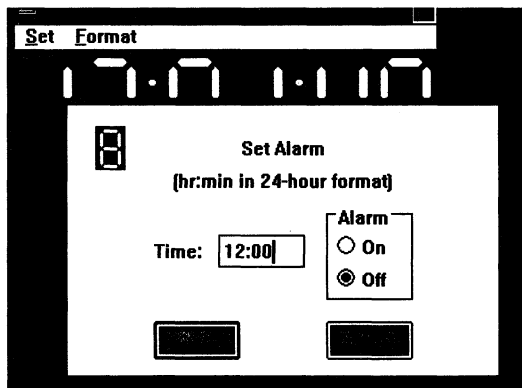 Set Format
Set Alarm
(hr:min in 24-hour format)
Alarm
Time: 12:00 On
Off